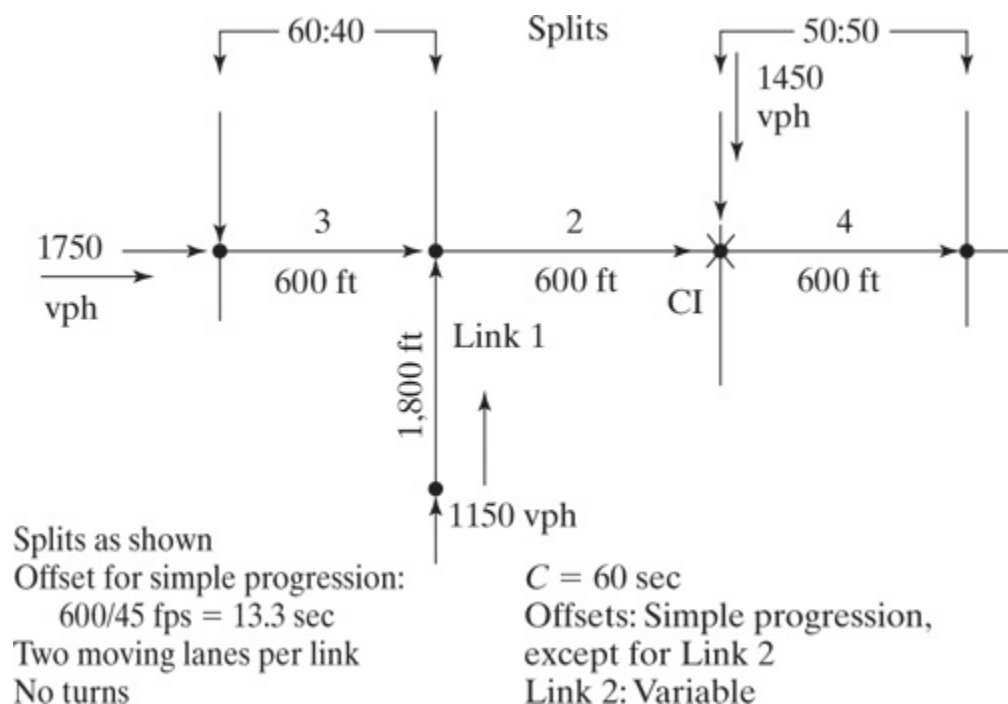 60:40 Splits 50:50
1450
vph
3 2 4
1750
600 ft 600 ft 600 ft
vph
CI
Link 1
1,800 ft
1150 vph
Splits as shown
Offset for simple progression:
600/45 fps = 13.3 sec
Two moving lanes per link
No turns
C = 60 sec
Offsets: Simple progression,
except for Link 2
Link 2: Variable